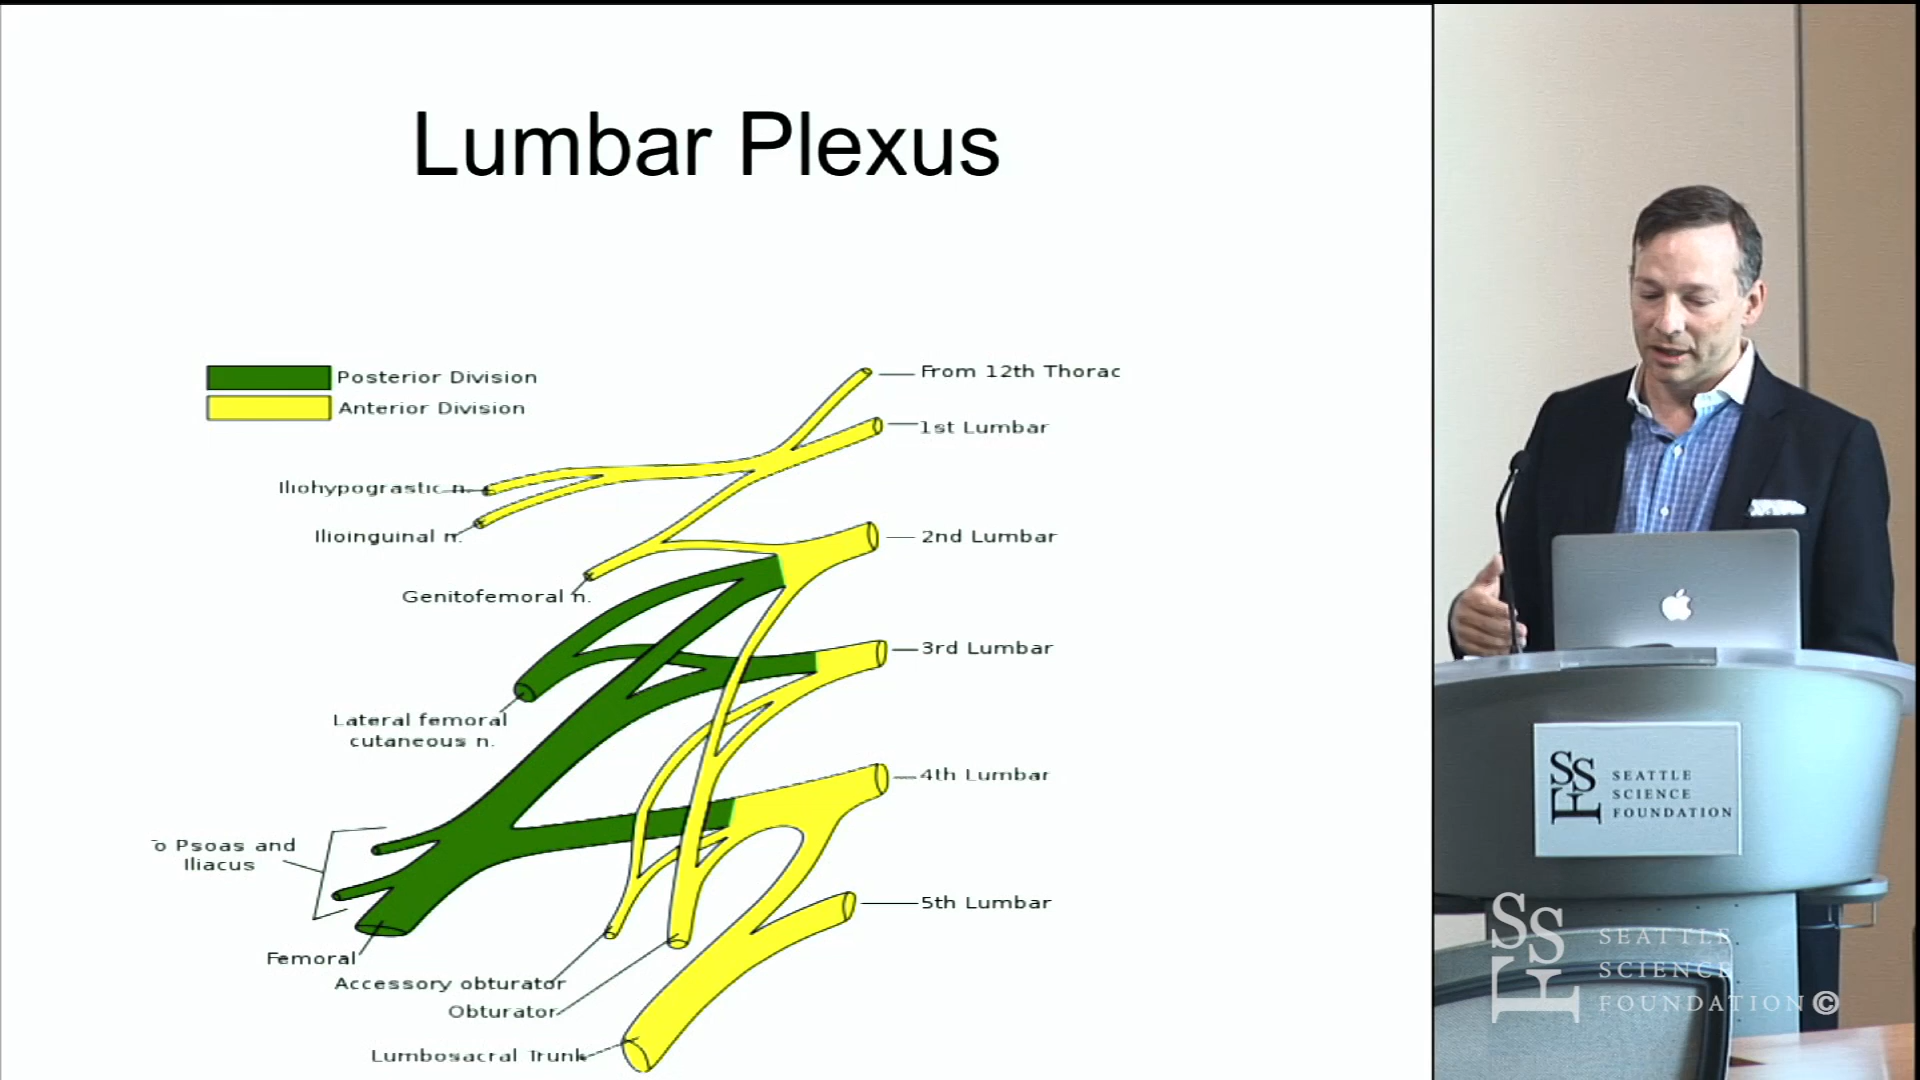 Lumbar Plexus
Posterior Division
Anterior Division
From 12th Thorac
1st Lumbar
Iliohypograstic n.
Ilioinguinal n.
2nd Lumbar
Genitofemoral n.
3rd Lumbar
Lateral femoral
cutaneous n.
4th Lumbar
o Psoas and
Iliacus
5th Lumbar
Femoral
Accessory obturator
Obturator
Lumbosacral Trunk
SSF
SEATTLE
SCIENCE
FOUNDATION
SSF
SEATTLE
SCIENCE
FOUNDATION©